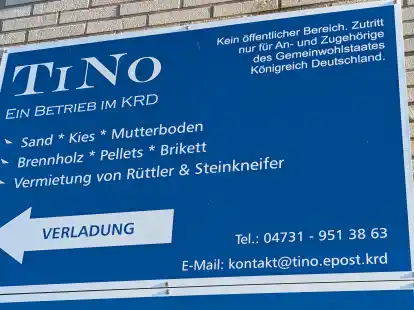 TINO
EIN BETRIEB IM KRD
Kein öffentlicher Bereich. Zutritt
nur für An- und Zugehörige
des Gemeinwohlstaates
Königreich Deutschland.
Sand * Kies * Mutterboden
Brennholz * Pellets * Brikett
Vermietung von Rüttler & Steinkneifer
VERLADUNG
Tel.: 04731 - 951 38 63
E-Mail: kontakt@tino.epost.krd